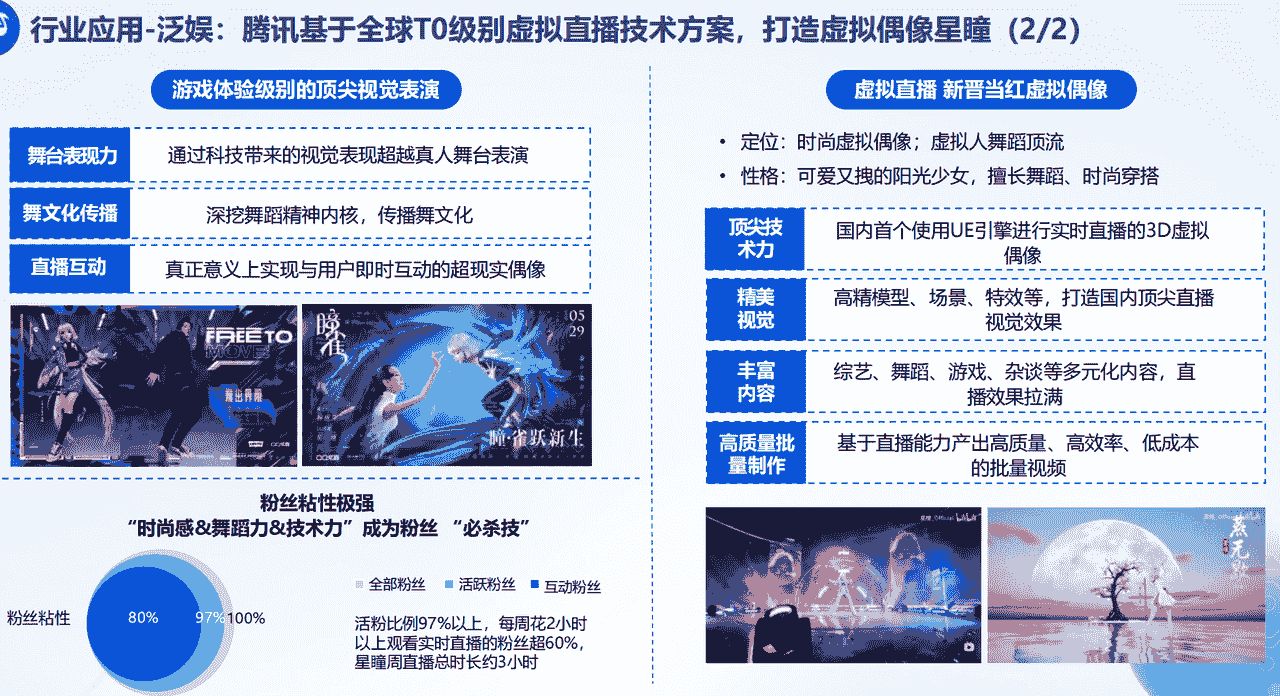 行业应用-泛娱：腾讯基于全球T0级别虚拟直播技术方案，打造虚拟偶像星瞳（2/2）
游戏体验级别的顶尖视觉表演
舞台表现力
通过科技带来的视觉表现超越真人舞台表演
舞文化传播
深挖舞蹈精神内核，传播舞文化
直播互动
真正意义上实现与用户即时互动的超现实偶像
FREE TO
MOVE
瞳雀
05
29
瞳·雀跃新生
粉丝粘性极强
“时尚感&舞蹈力&技术力”成为粉丝 “必杀技”
全部粉丝
活跃粉丝
互动粉丝
粉丝粘性
80%
97%
100%
活粉比例97%以上，每周花2小时
以上观看实时直播的粉丝超60%，
星瞳周直播总时长约3小时
虚拟直播 新晋当红虚拟偶像
• 定位：时尚虚拟偶像；虚拟人舞蹈顶流
• 性格：可爱又拽的阳光少女，擅长舞蹈、时尚穿搭
顶尖技
术力
国内首个使用UE引擎进行实时直播的3D虚拟
偶像
精美
视觉
高精模型、场景、特效等，打造国内顶尖直播
视觉效果
丰富
内容
综艺、舞蹈、游戏、杂谈等多元化内容，直
播效果拉满
高质量批
量制作
基于直播能力产出高质量、高效率、低成本
的批量视频